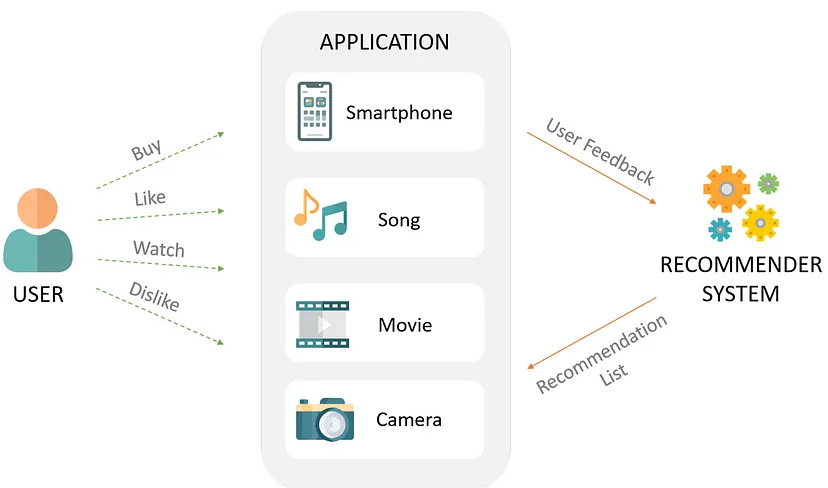 APPLICATION
Smartphone
Buy
User Feedback
Like
Song
Watch
USER
Dislike
RECOMMENDER
SYSTEM
Movie
Recommendation
List
Camera